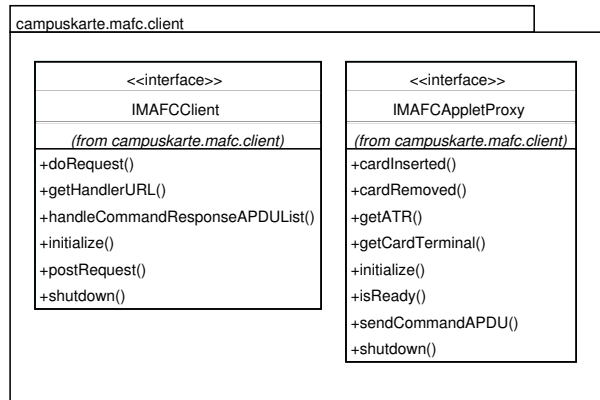 campuskarte.mafc.client
<<interface>>
IMAFCClient
(from campuskarte.mafc.client)
+doRequest()
+getHandlerURL()
+handleCommandResponseAPDUList()
+initialize()
+postRequest()
+shutdown()
<<interface>>
IMAFCAppletProxy
(from campuskarte.mafc.client)
+cardInserted()
+cardRemoved()
+getATR()
+getCardTerminal()
+initialize()
+isReady()
+sendCommandAPDU()
+shutdown()